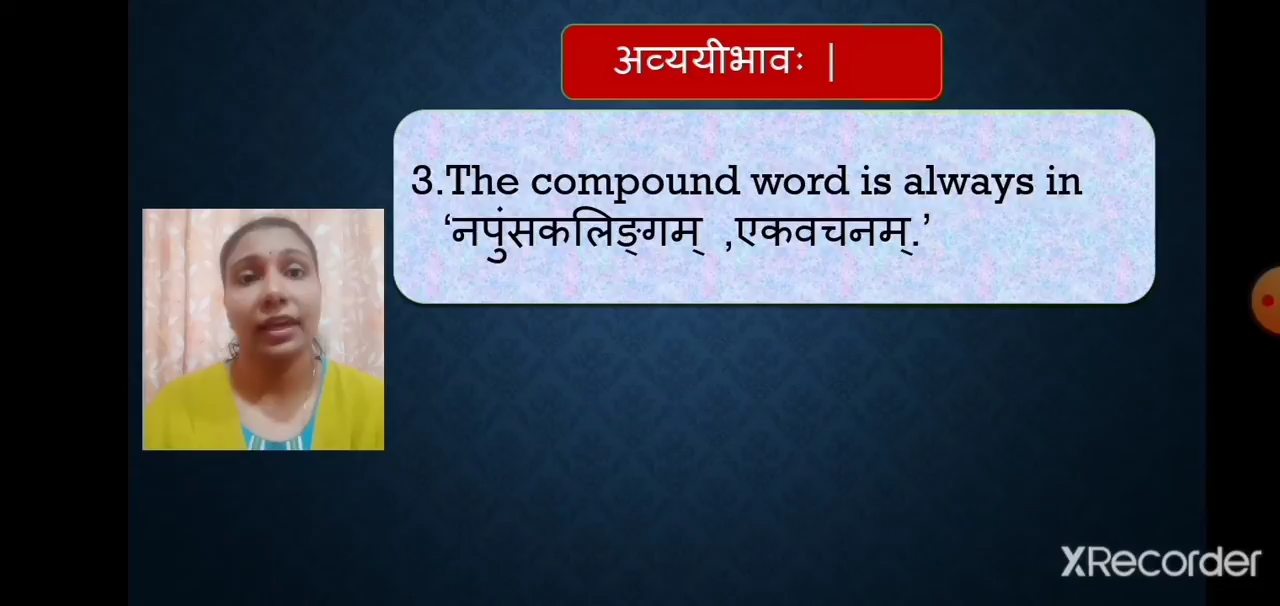 अव्ययीभावः |
3.The compound word is always in
‘नपुंसकलिङ्गम् ,एकवचनम्.’
XRecorder